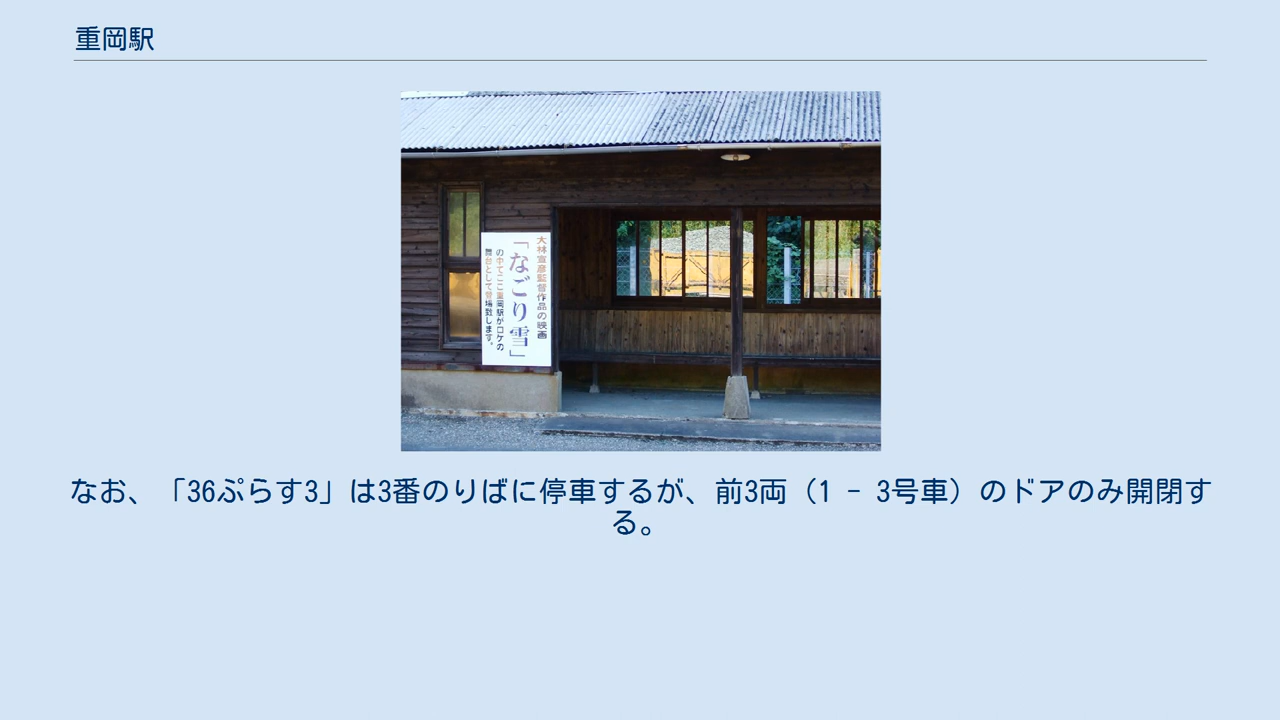 重岡駅
大林宣彦監督作品の映画
「なごり雪」
の中でここ重岡駅がロケの
舞台として登場致します。
なお、「36ぷらす3」は3番のりばに停車するが、前3両（1 - 3号車）のドアのみ開閉す
る。